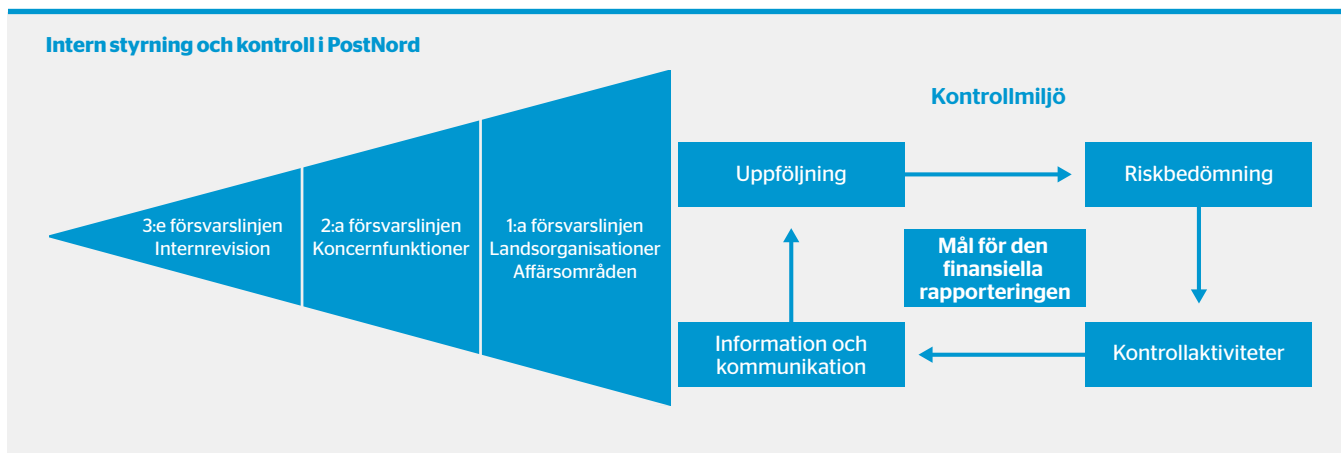 Intern styrning och kontroll i PostNord
3:e försvarslinjen
Internrevision
2:a försvarslinjen
Koncernfunktioner
1:a försvarslinjen
Landsorganisationer
Affärsområden
Kontrollmiljö
Uppföljning
Riskbedömning
Mål för den
finansiella
rapporteringen
Information och
kommunikation
Kontrollaktiviteter